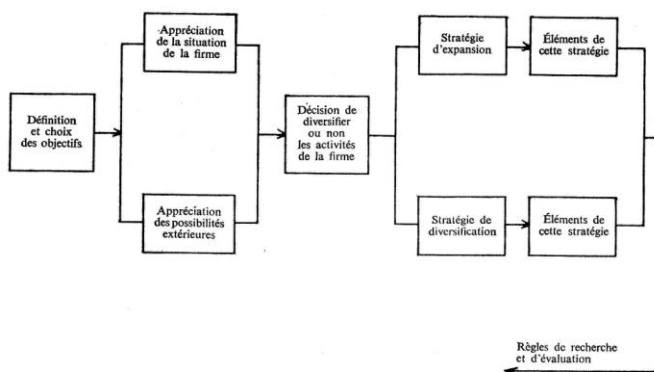 Définition
et choix
des objectifs
Appréciation
de la situation
de la firme
Appréciation
des possibilités
extérieures
Décision de
diversifier
ou non
les activités
de la firme
Stratégie
d'expansion
Éléments de
cette stratégie
Stratégie de
diversification
Éléments de
cette stratégie
Règles de recherche
et d'évaluation